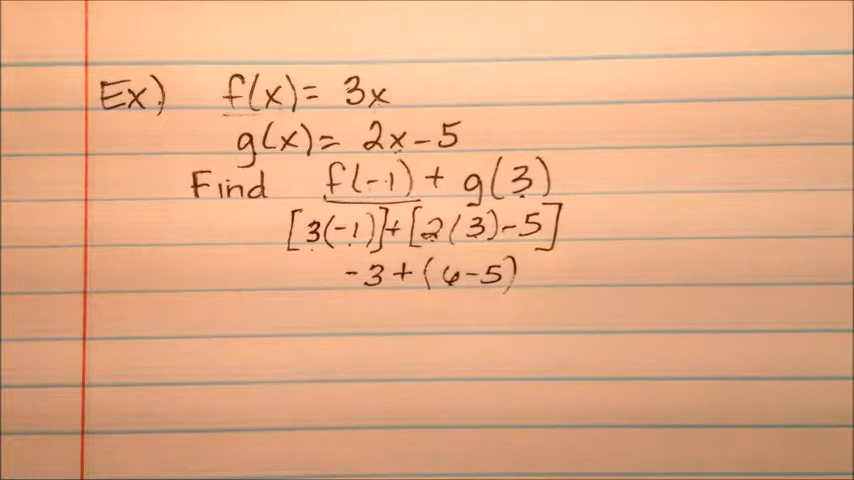 Ex) f(x) = 3x
g(x) = 2x - 5
Find f(-1) + g(3)
[3(-1)] + [2(3) - 5]
-3 + (6 - 5)